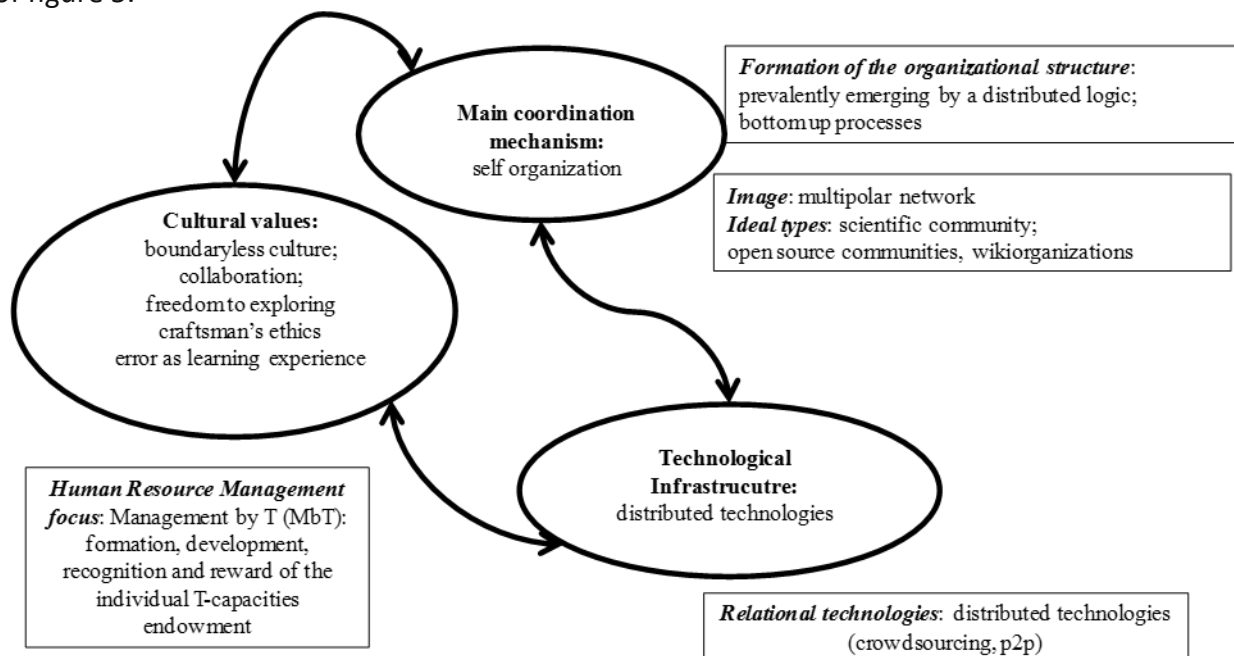 of figure 3.
Main coordination
mechanism:
self organization
Formation of the organizational structure:
prevalently emerging by a distributed logic;
bottom up processes
Image: multipolar network
Ideal types: scientific community;
open source communities, wikiorganizations
Cultural values:
boundaryless culture;
collaboration;
freedom to exploring
craftsman's ethics
error as learning experience
Technological
Infrastrucutre:
distributed technologies
Human Resource Management
focus: Management by T (MbT):
formation, development,
recognition and reward of the
individual T-capacities
endowment
Relational technologies: distributed technologies
(crowdsourcing, p2p)